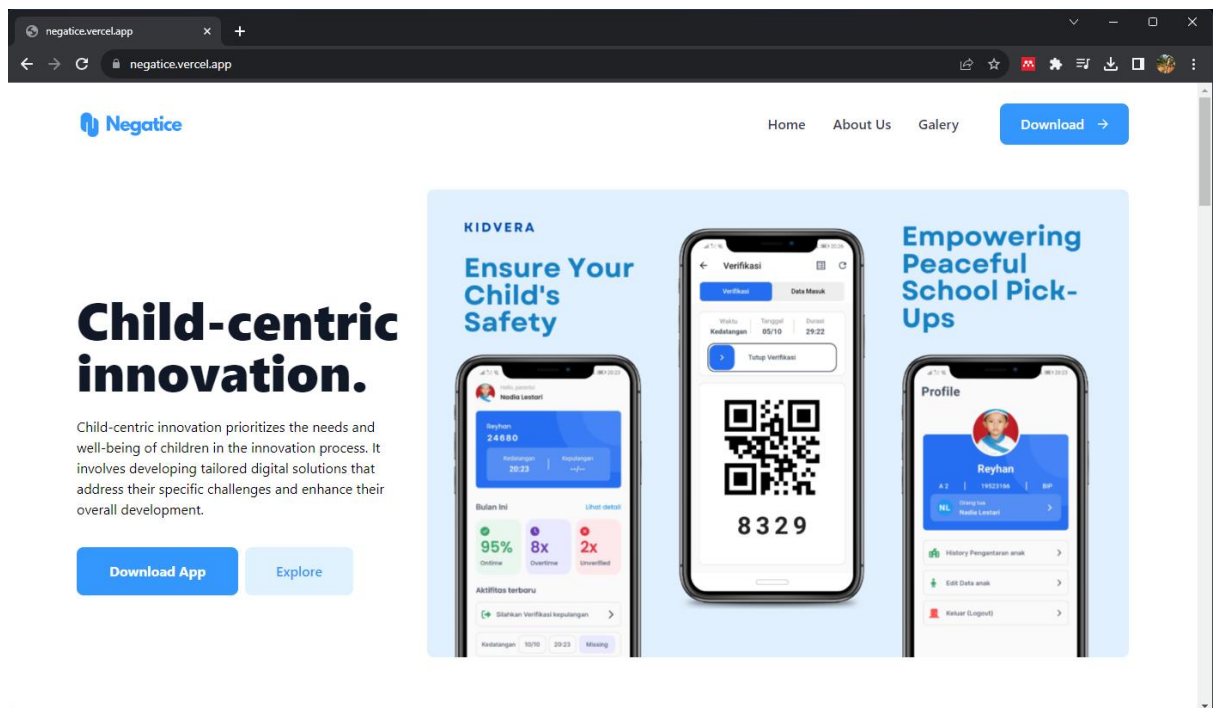 negatice.vercel.app
negatice.vercel.app
Negatice
Home
About Us
Galery
Download →
Child-centric
innovation.
Child-centric innovation prioritizes the needs and
well-being of children in the innovation process. It
involves developing tailored digital solutions that
address their specific challenges and enhance their
overall development.
Download App
Explore
KIDVERA
Ensure Your
Child's
Safety
Nadia Lestari
Reyhan
24680
Kedatangan
Kepulangan
20:23
--/--
Bulan Ini
Lihat detail
95%
8x
2x
Ontime
Overtime
Unverified
Aktifitas terbaru
Silahkan Verifikasi kepulangan
Kedatangan
10/10
20:23
Missing
Verifikasi
Verifikasi
Data Masuk
Waktu
Tanggal
Durasi
Kedatangan
05/10
29:22
Tutup Verifikasi
8329
Empowering
Peaceful
School Pick-
Ups
Profile
Reyhan
A 2
19523166
BIP
NL
Orang tua
Nadia Lestari
History Pengantaran anak
Edit Data anak
Keluar (Logout)